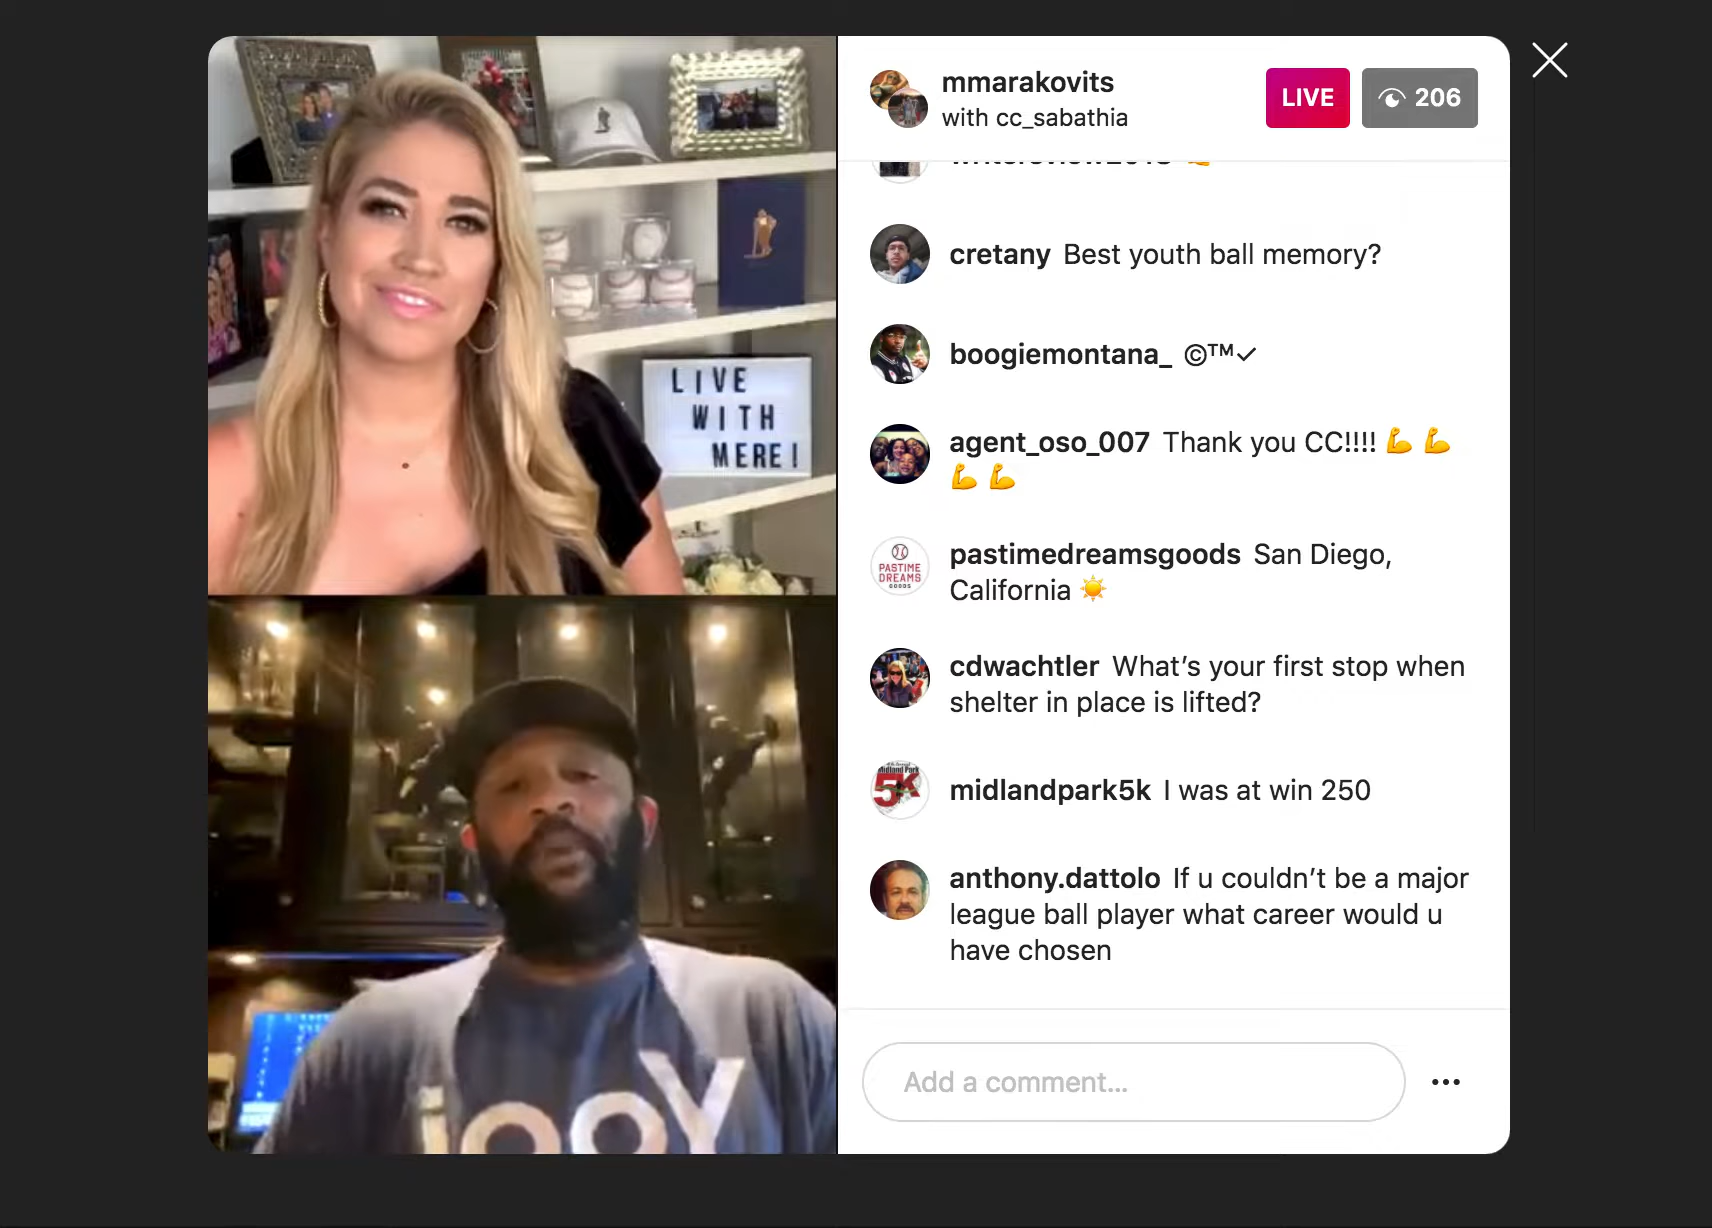 LIVE
WITH
MERE!
mmarakovits
with cc_sabathia
LIVE
206
cretany Best youth ball memory?
boogiemontana_ ©™✓
agent_oso_007 Thank you CC!!!! 💪 💪
💪 💪
PASTIME
DREAMS
GOODS
pastimedreamsgoods San Diego,
California ☀️
cdwachtler What's your first stop when
shelter in place is lifted?
Midland Park
5K
midlandpark5k I was at win 250
anthony.dattolo If u couldn't be a major
league ball player what career would u
have chosen
Add a comment...